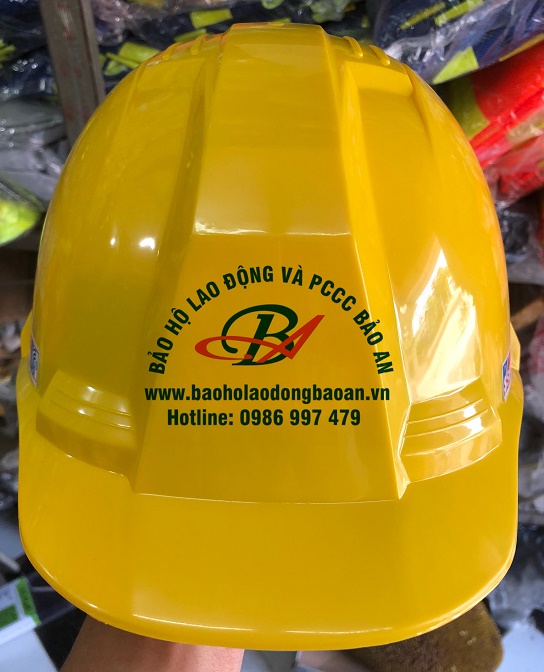 BẢO HỘ LAO ĐỘNG VÀ PCCC BẢO AN
BA
www.baoholaodongbaoan.vn
Hotline: 0986 997 479